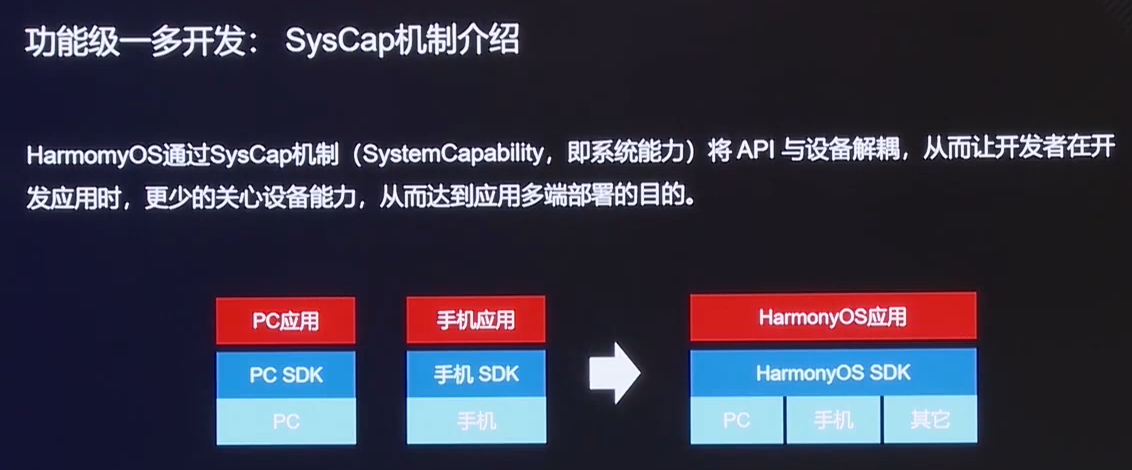 功能级一多开发： SysCap机制介绍
HarmomyOS通过SysCap机制（SystemCapability，即系统能力）将 API 与设备解耦，从而让开发者在开
发应用时，更少的关心设备能力，从而达到应用多端部署的目的。
PC应用 手机应用 HarmonyOS应用
PC SDK 手机 SDK HarmonyOS SDK
PC 手机 PC 手机 其它